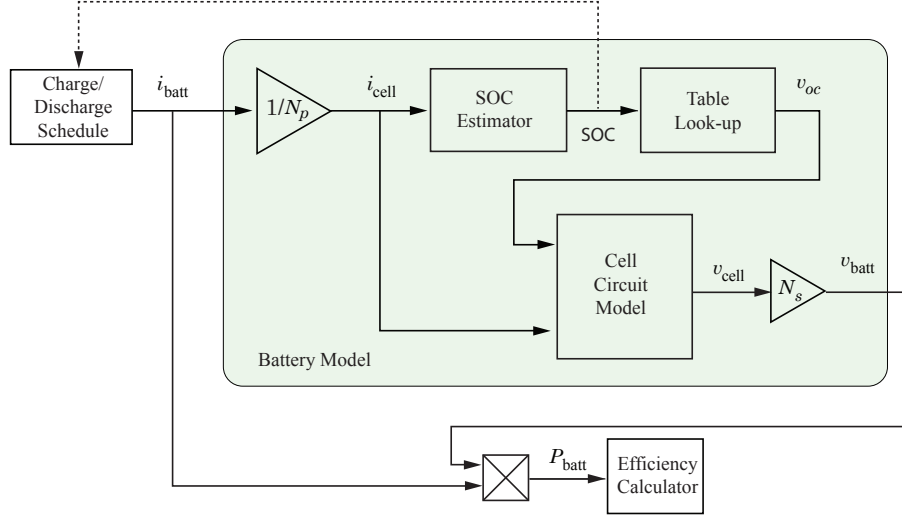 Charge/
Discharge
Schedule
i_batt
1/N_p
i_cell
SOC
Estimator
SOC
Table
Look-up
v_oc
Cell
Circuit
Model
v_cell
N_s
v_batt
Battery Model
P_batt
Efficiency
Calculator